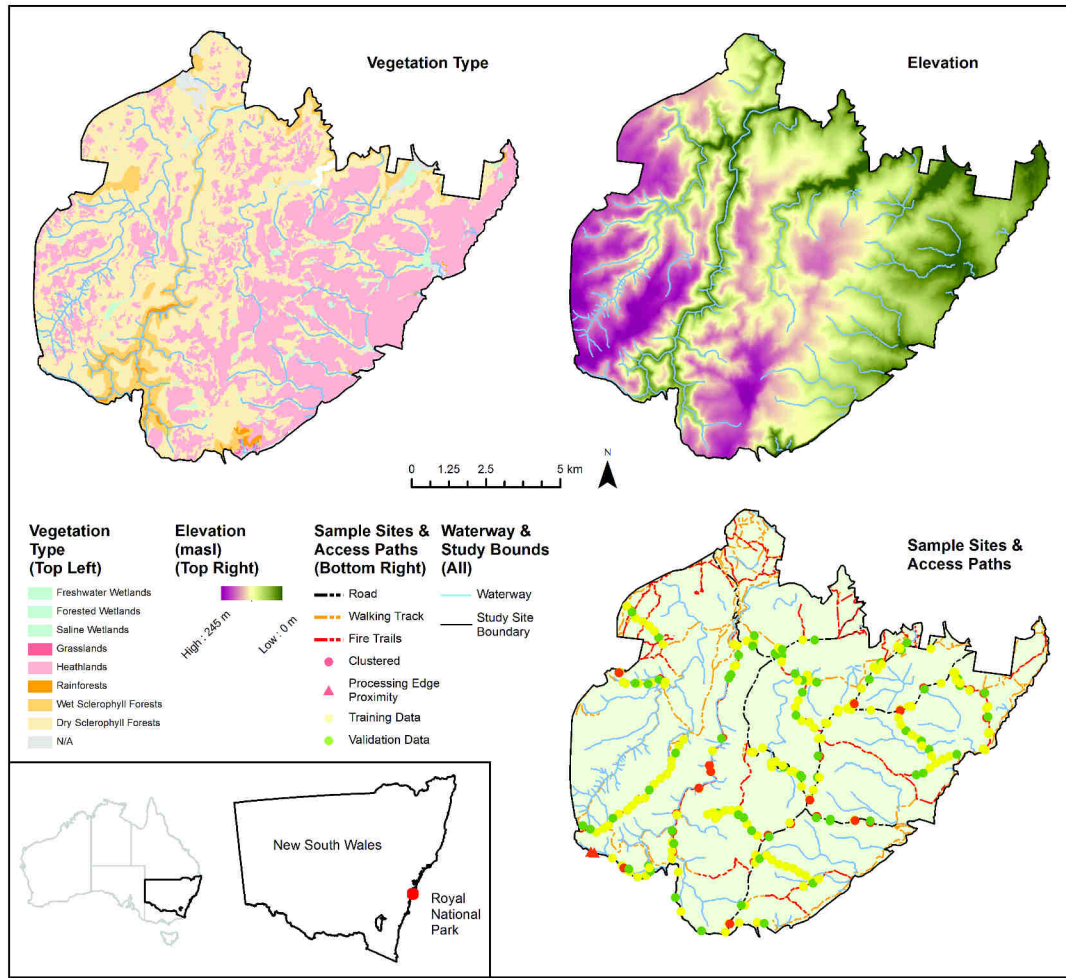 Vegetation Type
Elevation
N
0 1.25 2.5 5 km
Vegetation
Type
(Top Left)
Freshwater Wetlands
Forested Wetlands
Saline Wetlands
Grasslands
Heathlands
Rainforests
Wet Sclerophyll Forests
Dry Sclerophyll Forests
N/A
Elevation
(masl)
(Top Right)
High : 245 m
Low : 0 m
Sample Sites &
Access Paths
(Bottom Right)
Road
Walking Track
Fire Trails
Clustered
Processing Edge
Proximity
Training Data
Validation Data
Waterway &
Study Bounds
(All)
Waterway
Study Site
Boundary
Sample Sites &
Access Paths
New South Wales
Royal
National
Park